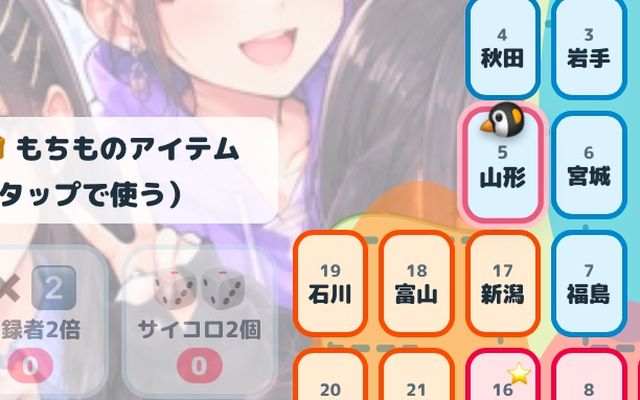 4
秋田
3
岩手
もちものアイテム
タップで使う）
5
山形
6
宮城
19
石川
18
富山
17
新潟
7
福島
2
録者2倍
0
サイコロ2個
0
20
21
16
8